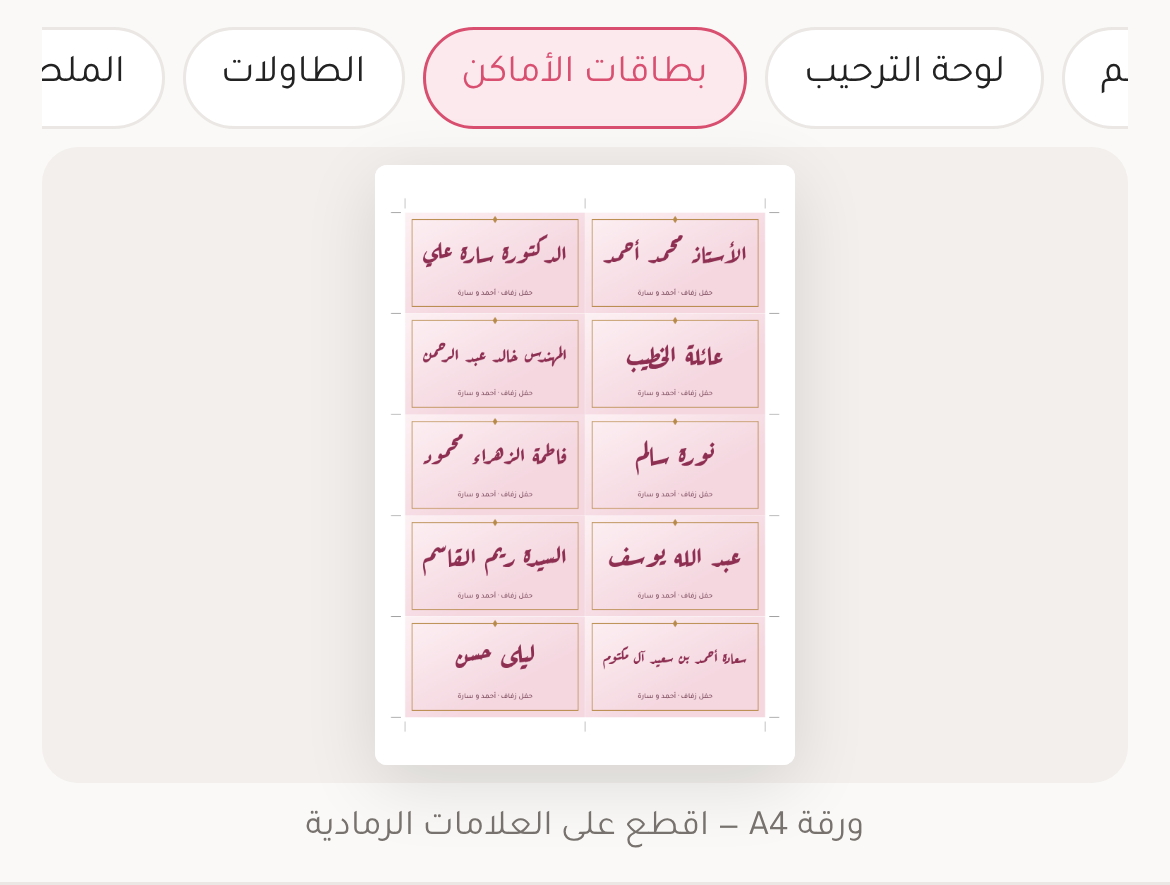 لوحة الترحيب
بطاقات الأماكن
الطاولات
الأستاذ محمد أحمد
حفل زفاف · أحمد و سارة
الدكتورة سارة علي
حفل زفاف · أحمد و سارة
عائلة الخطيب
حفل زفاف · أحمد و سارة
المهندس خالد عبد الرحمن
حفل زفاف · أحمد و سارة
نورة سالم
حفل زفاف · أحمد و سارة
فاطمة الزهراء محمود
حفل زفاف · أحمد و سارة
عبد الله يوسف
حفل زفاف · أحمد و سارة
السيدة ريم القاسم
حفل زفاف · أحمد و سارة
سعادة أحمد بن سعيد آل مكتوم
حفل زفاف · أحمد و سارة
ليلى حسن
حفل زفاف · أحمد و سارة
ورقة A4 – اقطع على العلامات الرمادية